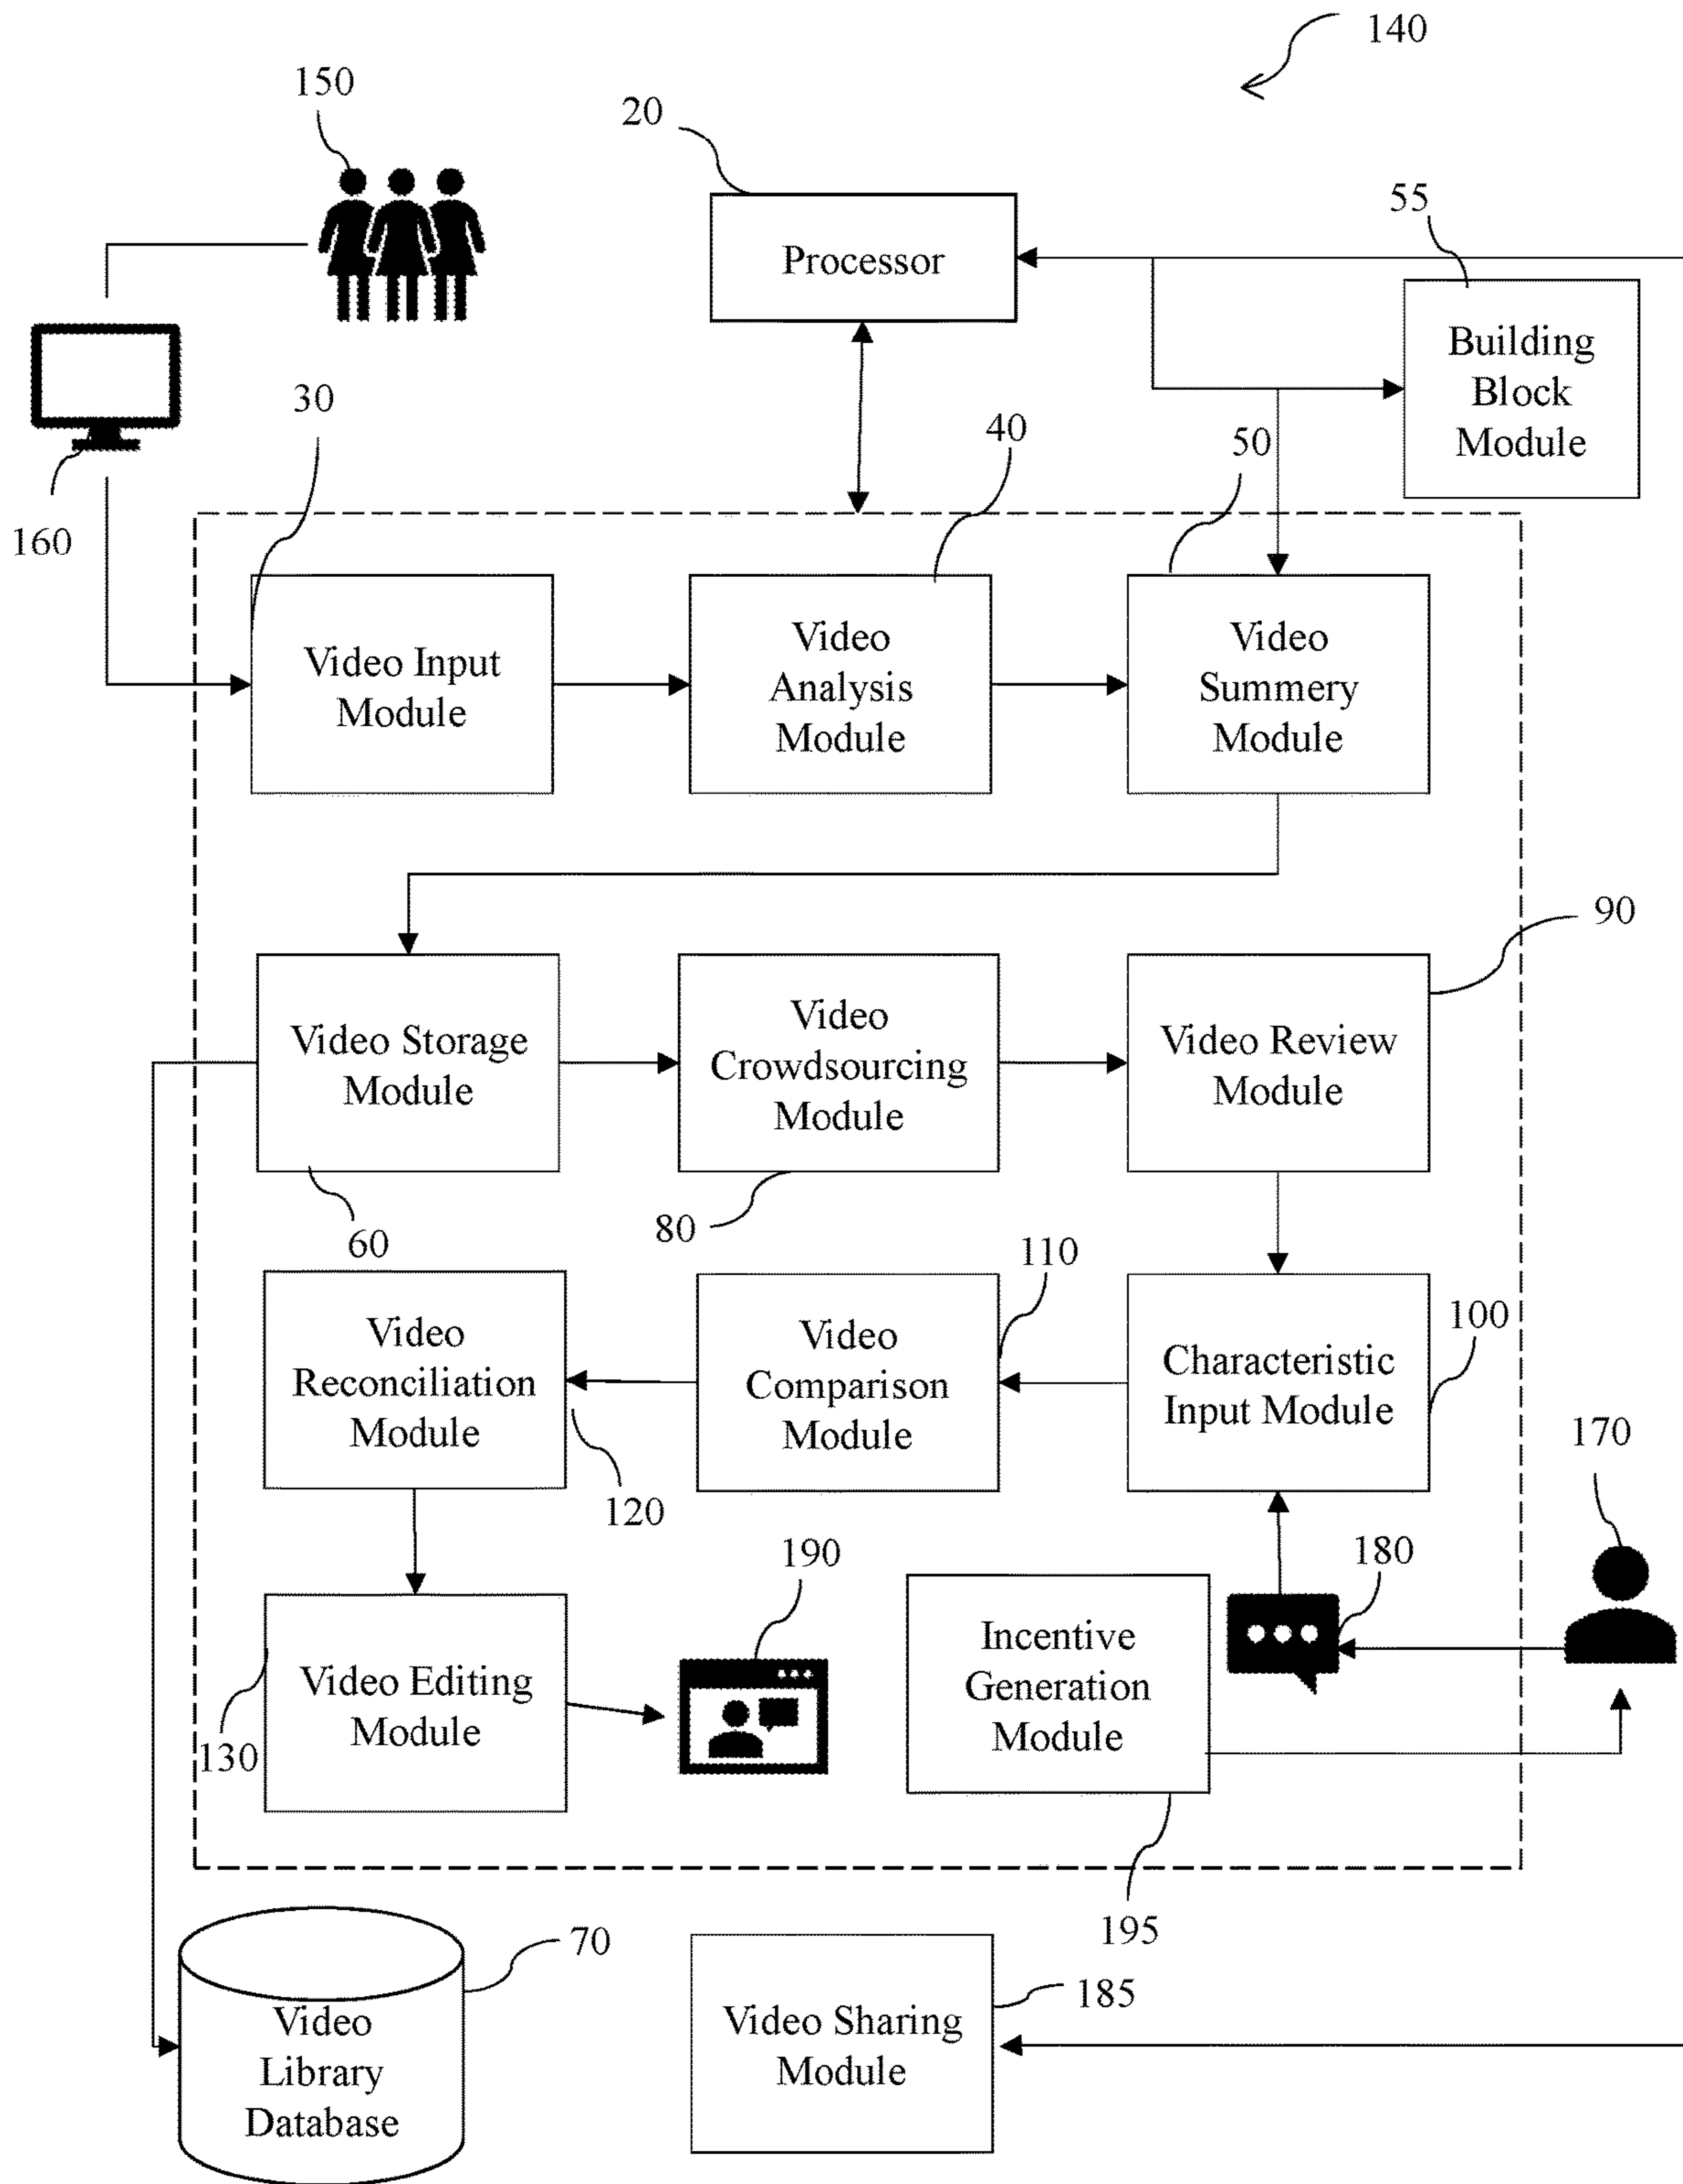 140
150
20
55
Processor
Building
Block
Module
30
40
50
160
Video Input
Module
Video
Analysis
Module
Video
Summery
Module
90
Video Storage
Module
Video
Crowdsourcing
Module
Video Review
Module
60
80
110
100
Video
Reconciliation
Module
Video
Comparison
Module
Characteristic
Input Module
170
120
190
180
Incentive
Generation
Module
Video Editing
Module
130
195
70
185
Video
Library
Database
Video Sharing
Module